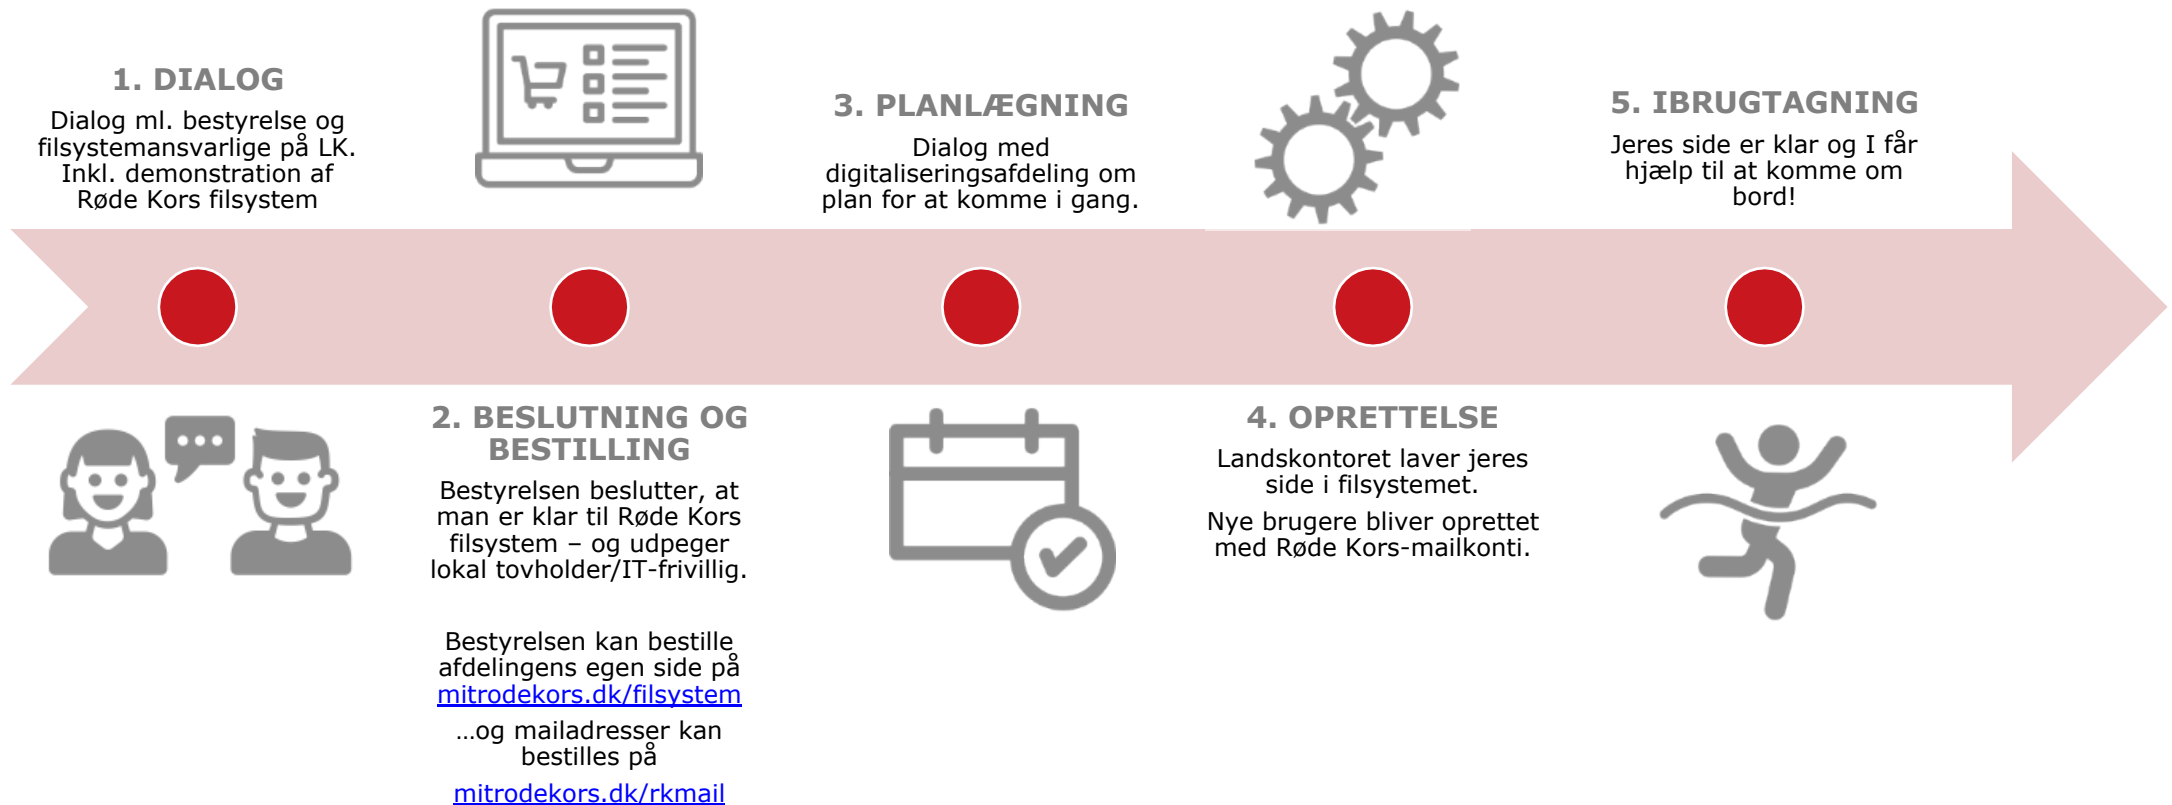 1. DIALOG
Dialog ml. bestyrelse og
filsystemansvarlige på LK.
Inkl. demonstration af
Røde Kors filsystem
2. BESLUTNING OG
BESTILLING
Bestyrelsen beslutter, at
man er klar til Røde Kors
filsystem – og udpeger
lokal tovholder/IT-frivillig.
Bestyrelsen kan bestille
afdelingens egen side på
mitrodekors.dk/filsystem
…og mailadresser kan
bestilles på
mitrodekors.dk/rkmail
3. PLANLÆGNING
Dialog med
digitaliseringsafdeling om
plan for at komme i gang.
4. OPRETTELSE
Landskontoret laver jeres
side i filsystemet.
Nye brugere bliver oprettet
med Røde Kors-mailkonti.
5. IBRUGTAGNING
Jeres side er klar og I får
hjælp til at komme om
bord!